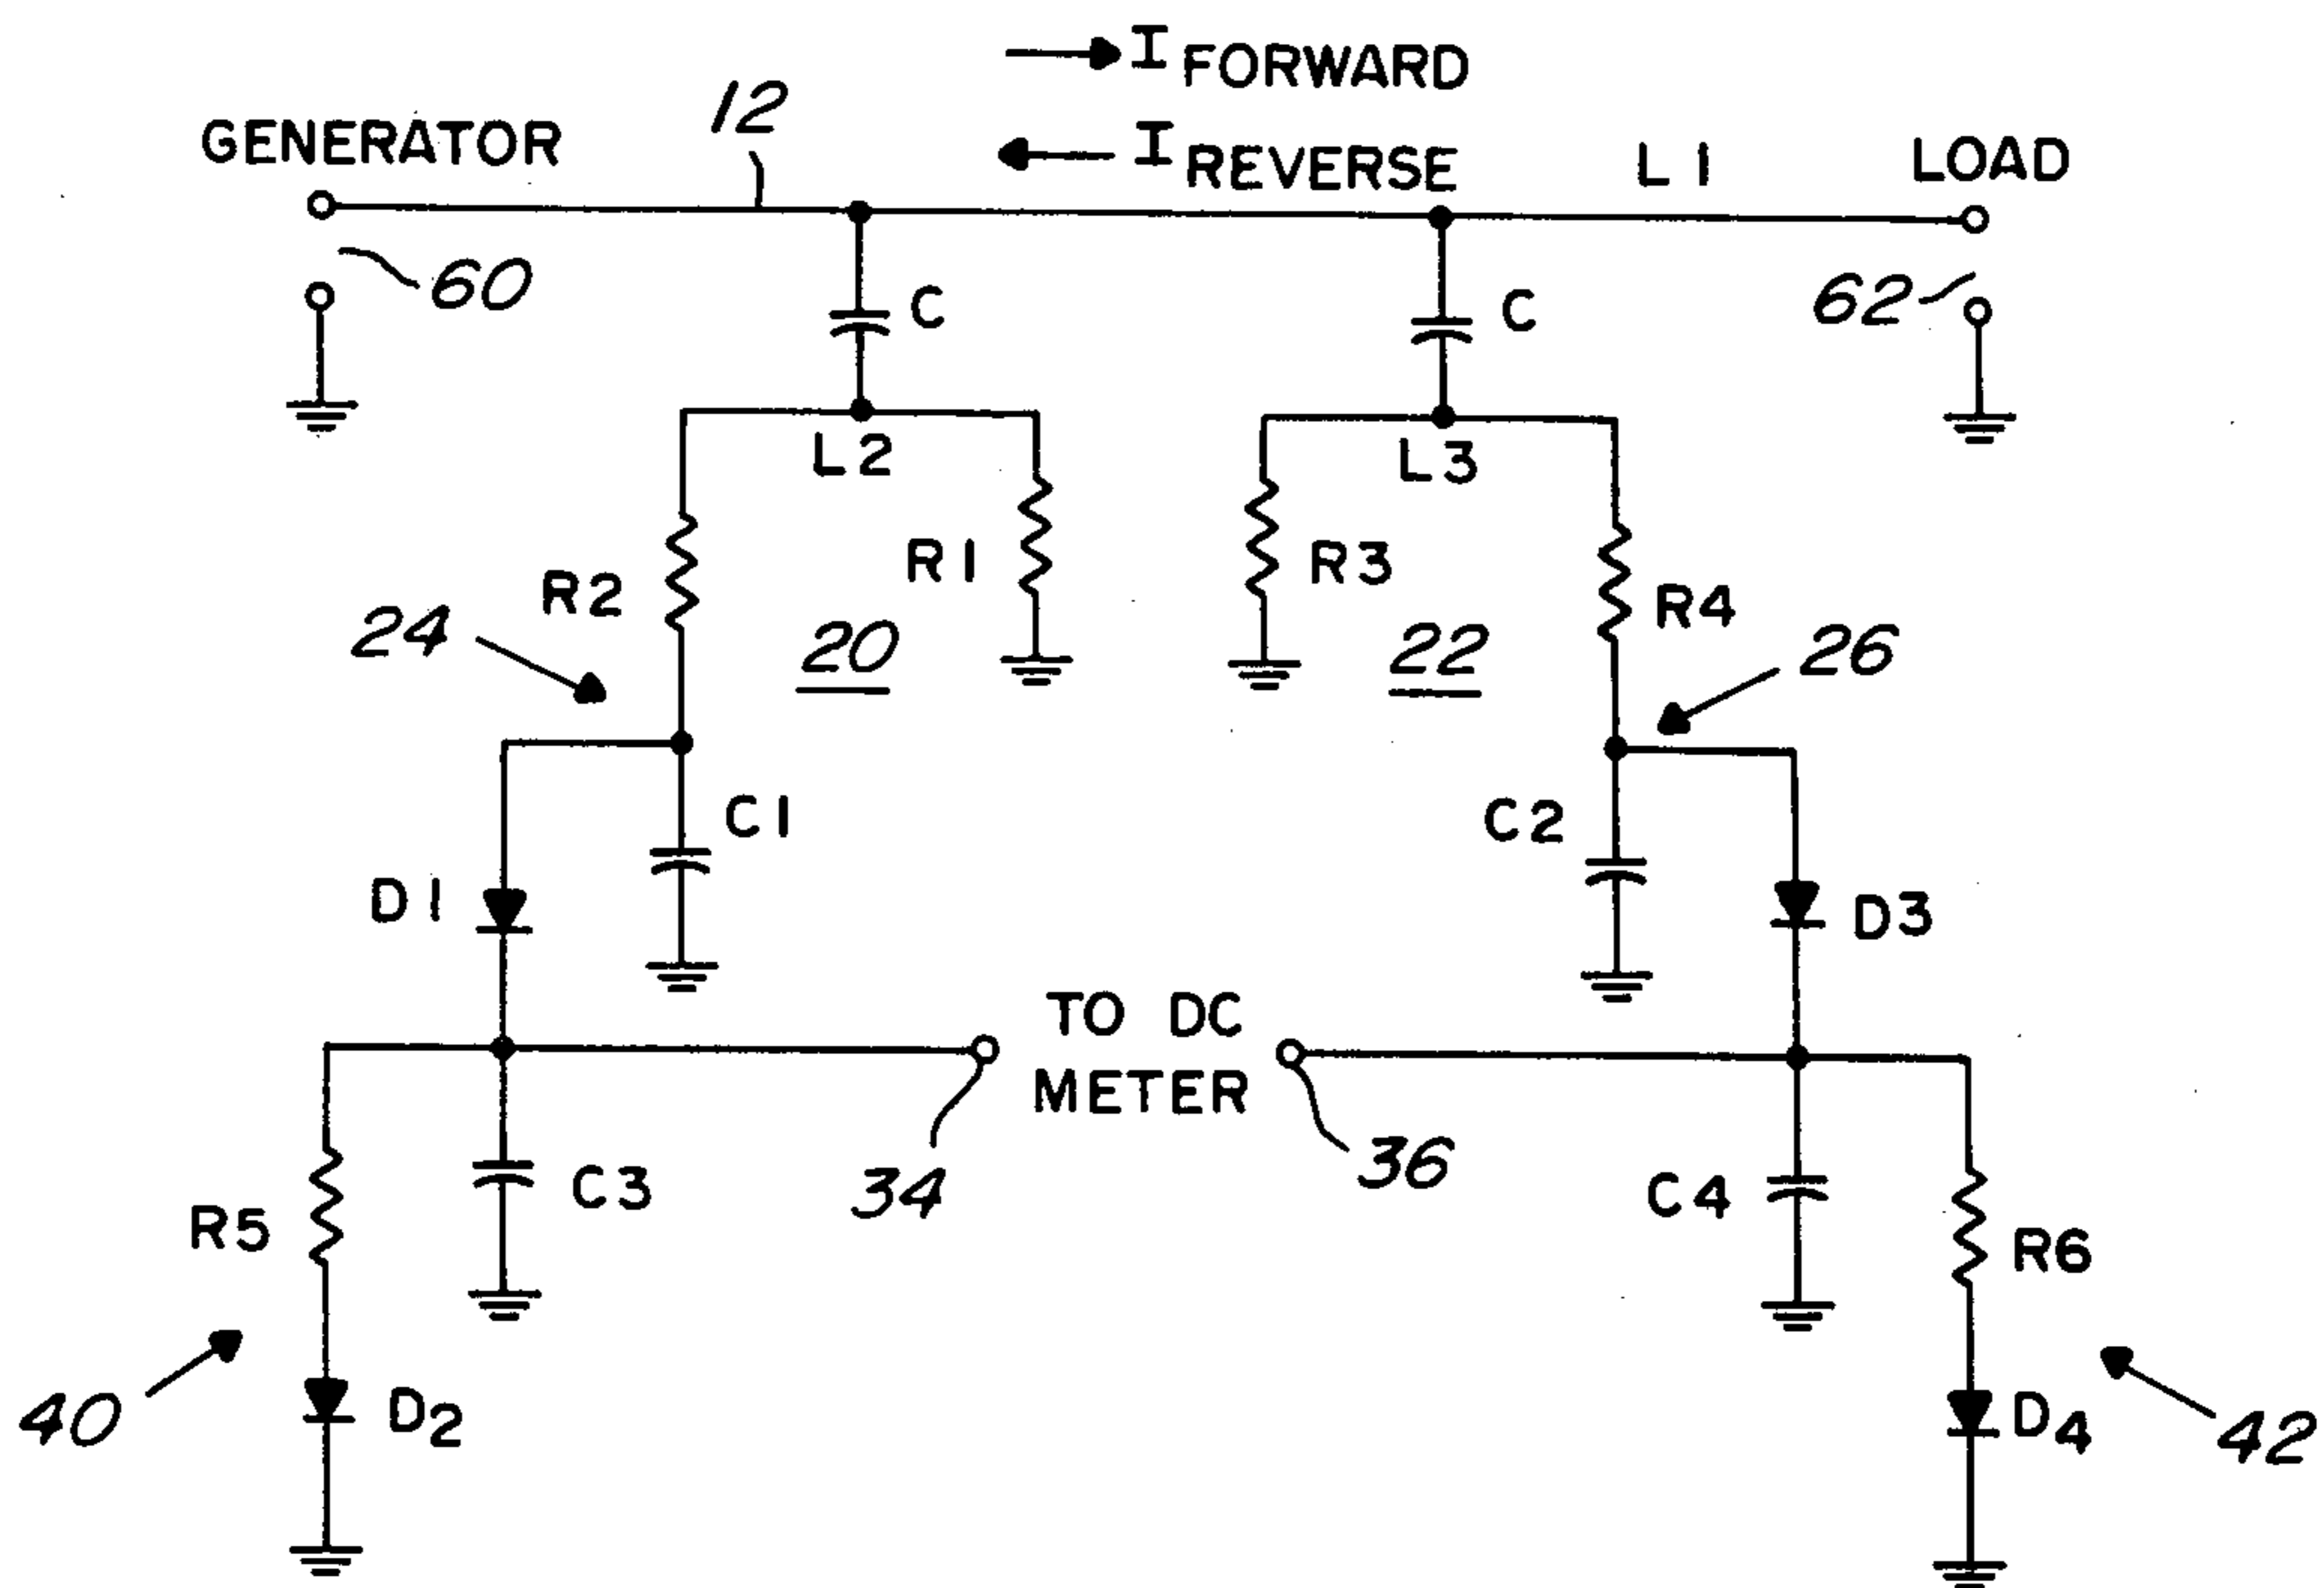 I FORWARD
12
GENERATOR
I REVERSE
L1
LOAD
60
62
C
C
L2
L3
R1
R3
R2
R4
24
20
22
26
C1
C2
D1
D3
TO DC
METER
34
36
R5
C3
C4
R6
40
D2
D4
42